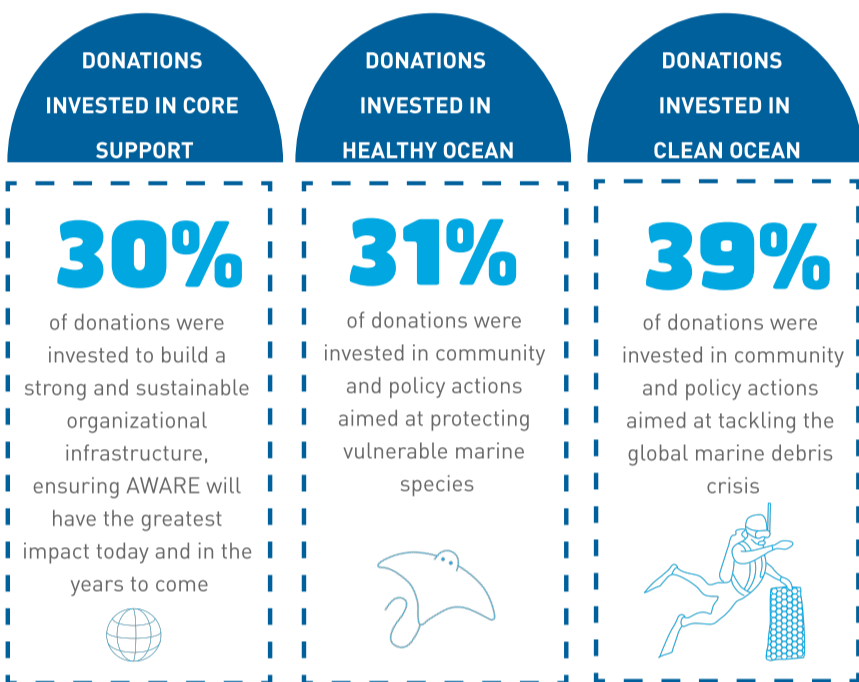 DONATIONS
INVESTED IN CORE
SUPPORT
30%
of donations were
invested to build a
strong and sustainable
organizational
infrastructure,
ensuring AWARE will
have the greatest
impact today and in the
years to come
DONATIONS
INVESTED IN
HEALTHY OCEAN
31%
of donations were
invested in community
and policy actions
aimed at protecting
vulnerable marine
species
DONATIONS
INVESTED IN
CLEAN OCEAN
39%
of donations were
invested in community
and policy actions
aimed at tackling the
global marine debris
crisis